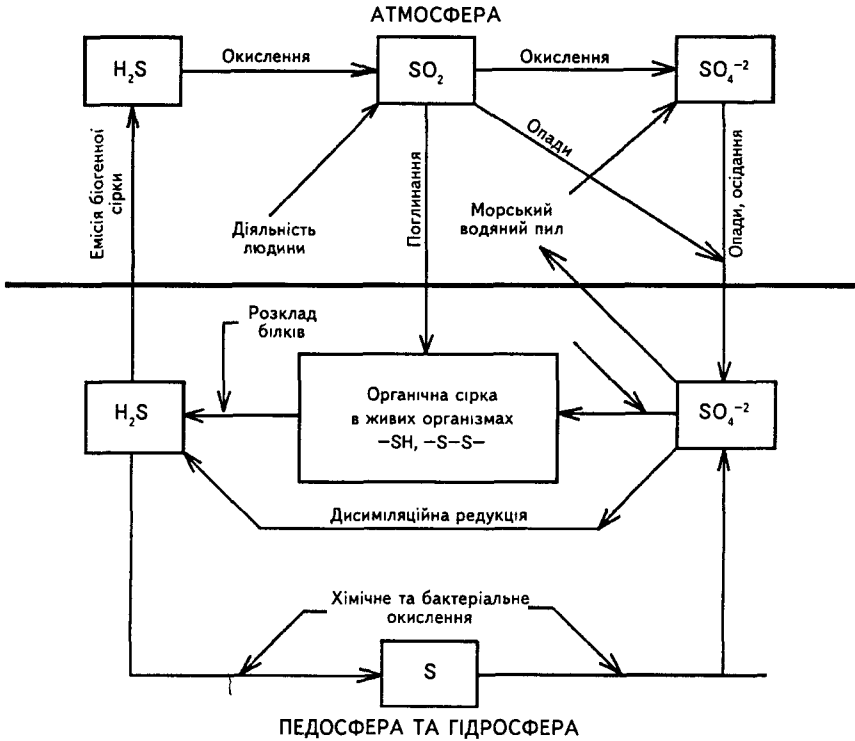 АТМОСФЕРА
H₂S
Окислення
SO₂
Окислення
SO₄⁻²
Емісія біогенної
сірки
Діяльність
людини
Поглинання
Опади
Морський
водяний пил
Опади, осідання
Розклад
білків
H₂S
Органічна сірка
в живих організмах
–SH, –S–S–
SO₄⁻²
Дисиміляційна редукція
Хімічне та бактеріальне
окислення
S
ПЕДОСФЕРА ТА ГІДРОСФЕРА